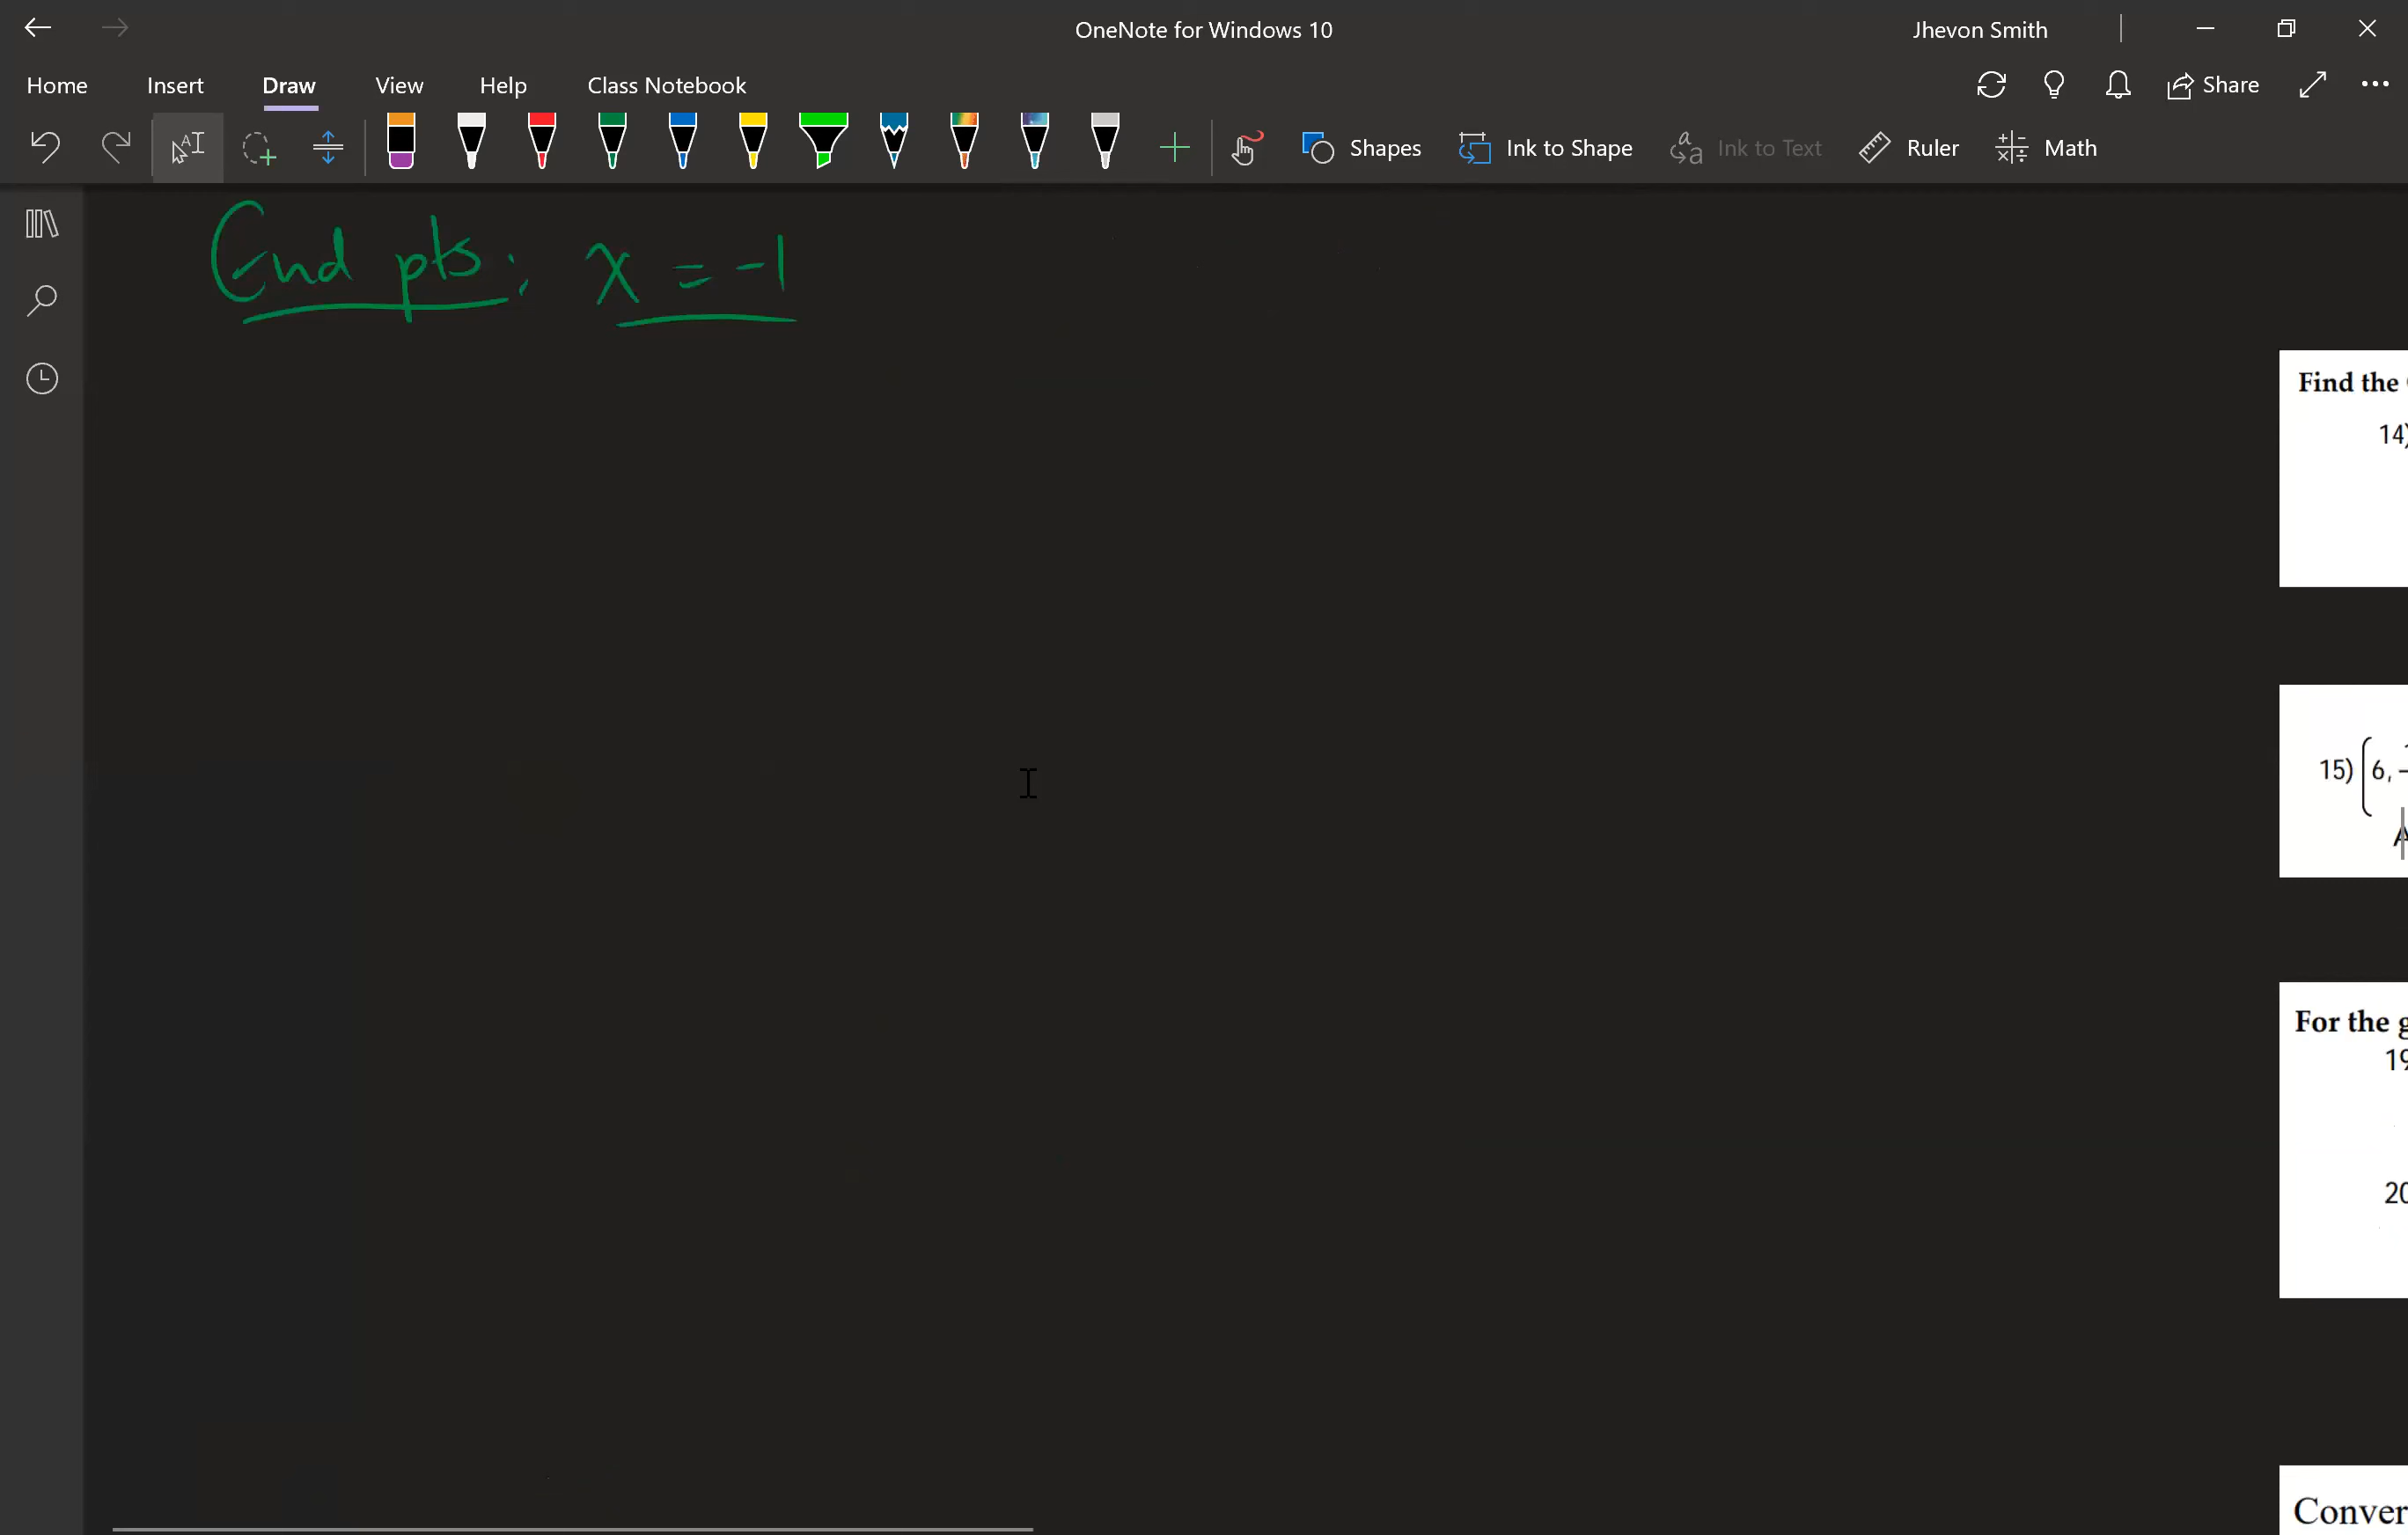 OneNote for Windows 10
Jhevon Smith
Home Insert Draw View Help Class Notebook
Share
Shapes Ink to Shape Ink to Text Ruler Math
End pts: x = -1
Find the
14)
15) (6,
For the g
19
20
Conver